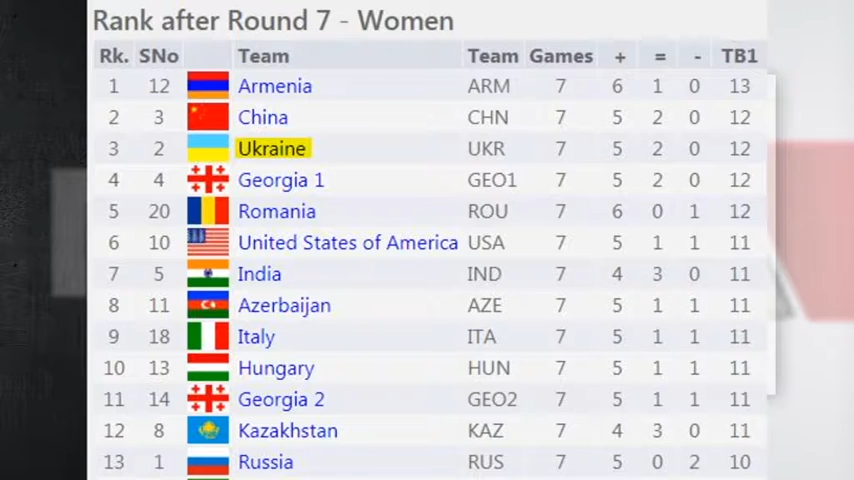 Rank after Round 7 - Women
Rk. SNo Team Team Games + = - TB1
1 12 Armenia ARM 7 6 1 0 13
2 3 China CHN 7 5 2 0 12
3 2 Ukraine UKR 7 5 2 0 12
4 4 Georgia 1 GEO1 7 5 2 0 12
5 20 Romania ROU 7 6 0 1 12
6 10 United States of America USA 7 5 1 1 11
7 5 India IND 7 4 3 0 11
8 11 Azerbaijan AZE 7 5 1 1 11
9 18 Italy ITA 7 5 1 1 11
10 13 Hungary HUN 7 5 1 1 11
11 14 Georgia 2 GEO2 7 5 1 1 11
12 8 Kazakhstan KAZ 7 4 3 0 11
13 1 Russia RUS 7 5 0 2 10